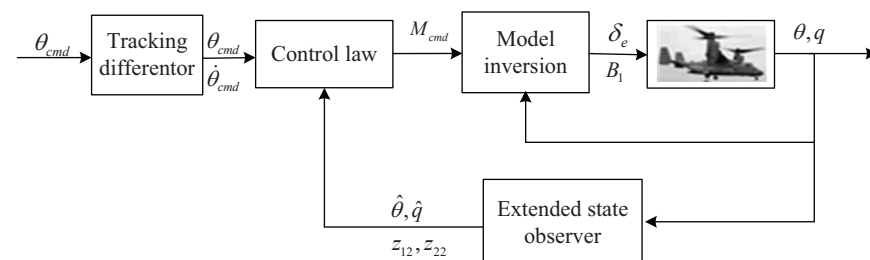 θ_cmd
Tracking
differentor
θ_cmd
θ̇_cmd
Control law
M_cmd
Model
inversion
δ_e
B_1
θ, q
θ̂, q̂
z_12, z_22
Extended state
observer